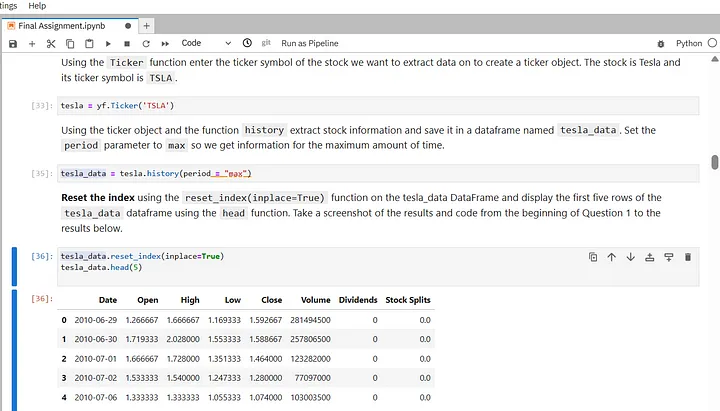 tings Help
Final Assignment.ipynb
Code git Run as Pipeline Python
Using the Ticker function enter the ticker symbol of the stock we want to extract data on to create a ticker object. The stock is Tesla and
its ticker symbol is TSLA .
[33]: tesla = yf.Ticker('TSLA')
Using the ticker object and the function history extract stock information and save it in a dataframe named tesla_data . Set the
period parameter to max so we get information for the maximum amount of time.
[35]: tesla_data = tesla.history(period = "max")
Reset the index using the reset_index(inplace=True) function on the tesla_data DataFrame and display the first five rows of the
tesla_data dataframe using the head function. Take a screenshot of the results and code from the beginning of Question 1 to the
results below.
[36]: tesla_data.reset_index(inplace=True)
tesla_data.head(5)
[36]: Date Open High Low Close Volume Dividends Stock Splits
0 2010-06-29 1.266667 1.666667 1.169333 1.592667 281494500 0 0.0
1 2010-06-30 1.719333 2.028000 1.553333 1.588667 257806500 0 0.0
2 2010-07-01 1.666667 1.728000 1.351333 1.464000 123282000 0 0.0
3 2010-07-02 1.533333 1.540000 1.247333 1.280000 77097000 0 0.0
4 2010-07-06 1.333333 1.333333 1.055333 1.074000 103003500 0 0.0